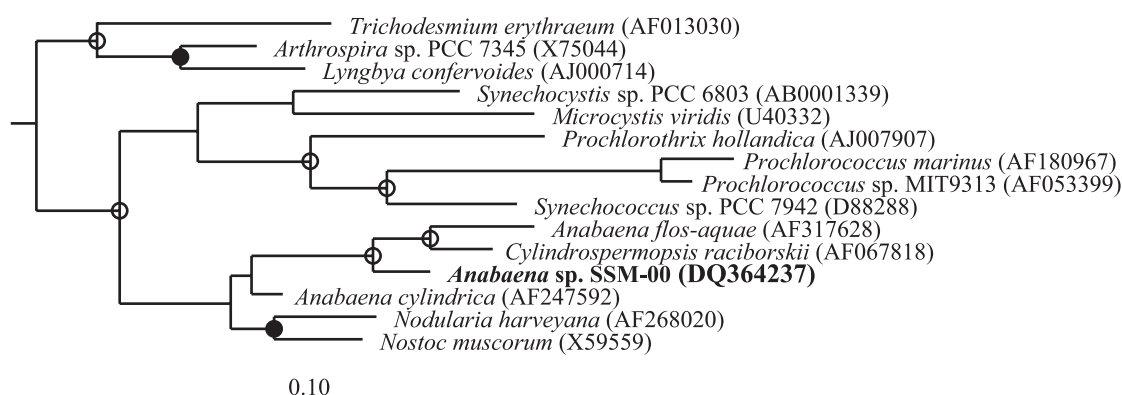 Trichodesmium erythraeum (AF013030)
Arthrospira sp. PCC 7345 (X75044)
Lyngbya confervoides (AJ000714)
Synechocystis sp. PCC 6803 (AB0001339)
Microcystis viridis (U40332)
Prochlorothrix hollandica (AJ007907)
Prochlorococcus marinus (AF180967)
Prochlorococcus sp. MIT9313 (AF053399)
Synechococcus sp. PCC 7942 (D88288)
Anabaena flos-aquae (AF317628)
Cylindrospermopsis raciborskii (AF067818)
Anabaena sp. SSM-00 (DQ364237)
Anabaena cylindrica (AF247592)
Nodularia harveyana (AF268020)
Nostoc muscorum (X59559)
0.10